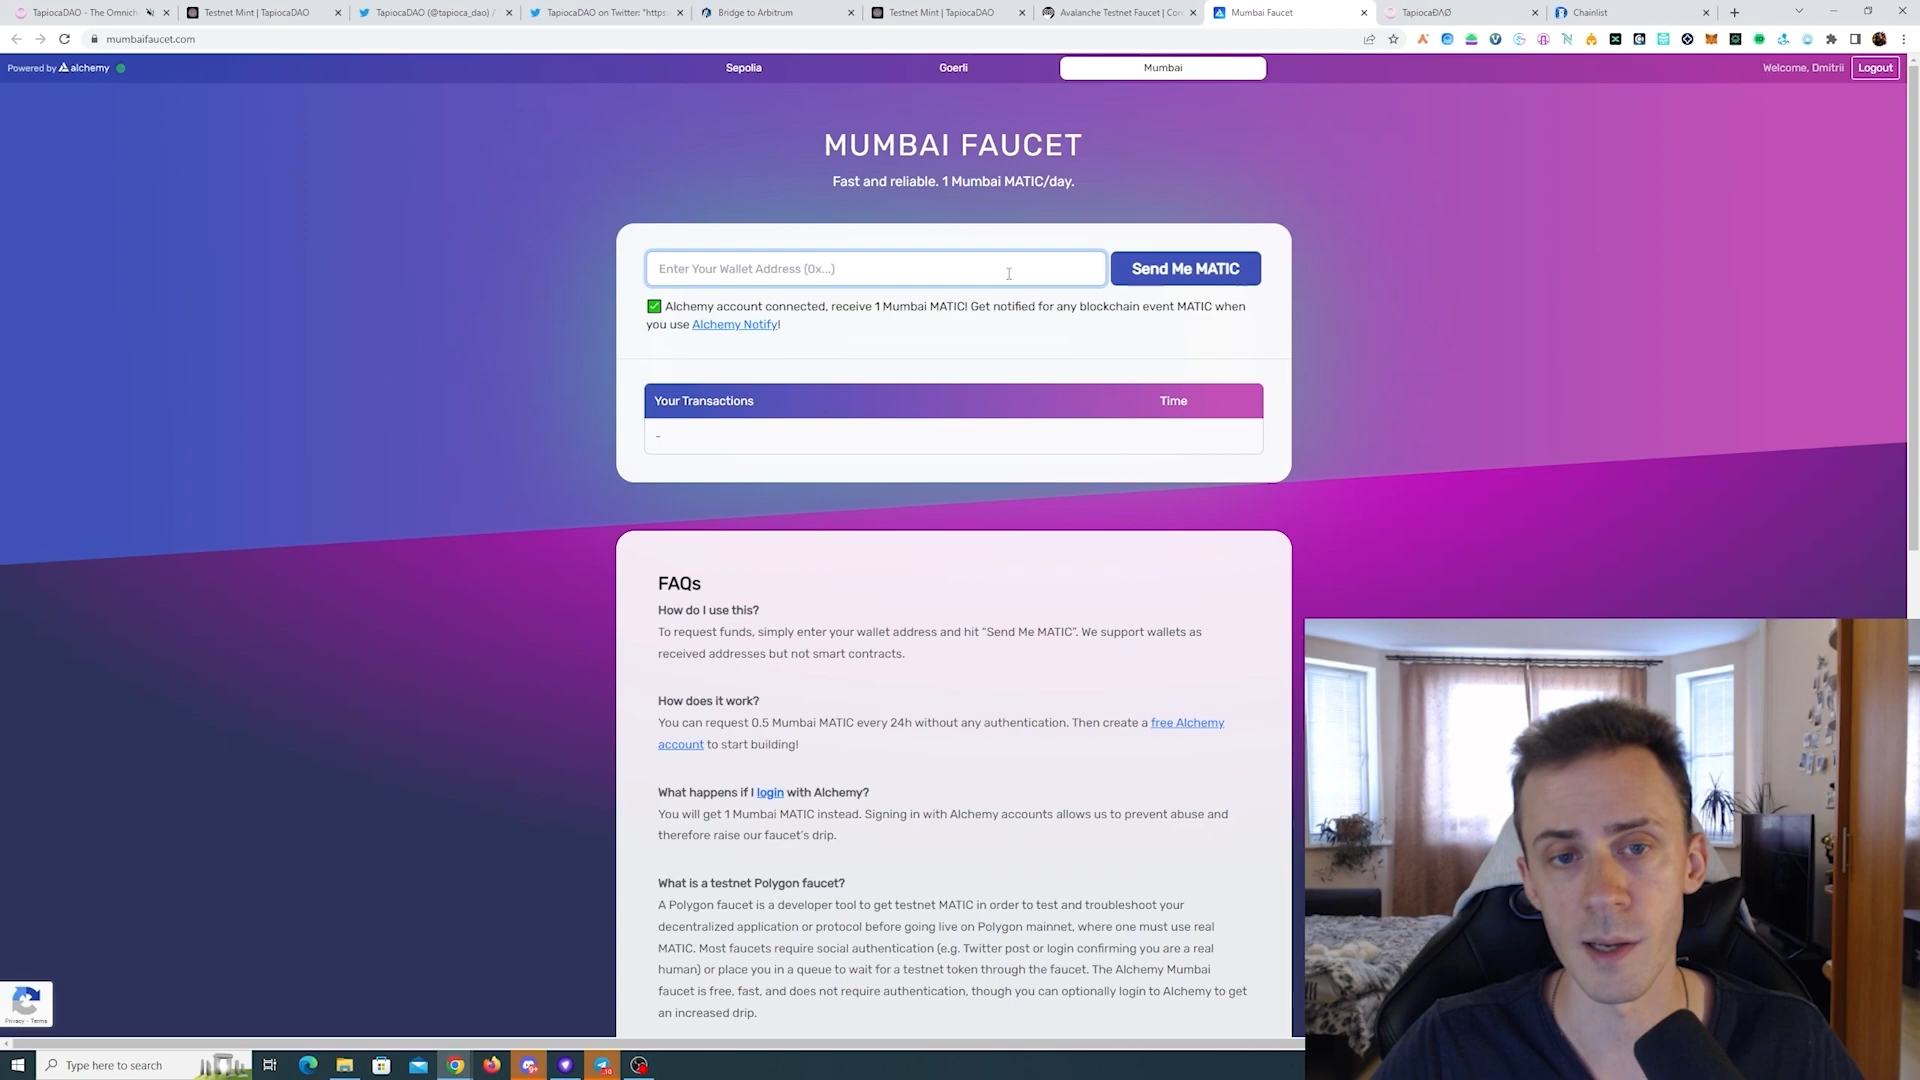 TapiocaDAO - The Omnich
Testnet Mint | TapiocaDAO
TapiocaDAO (@tapioca_dao) /
TapiocaDAO on Twitter: "https:
Bridge to Arbitrum
Testnet Mint | TapiocaDAO
Avalanche Testnet Faucet | Cor
Mumbai Faucet
TapiocaĐΛØ
Chainlist
mumbaifaucet.com
Powered by alchemy
Sepolia
Goerli
Mumbai
Welcome, Dmitrii
Logout
MUMBAI FAUCET
Fast and reliable. 1 Mumbai MATIC/day.
Enter Your Wallet Address (0x...)
Send Me MATIC
Alchemy account connected, receive 1 Mumbai MATIC! Get notified for any blockchain event MATIC when
you use Alchemy Notify!
Your Transactions
Time
-
FAQs
How do I use this?
To request funds, simply enter your wallet address and hit “Send Me MATIC”. We support wallets as
received addresses but not smart contracts.
How does it work?
You can request 0.5 Mumbai MATIC every 24h without any authentication. Then create a free Alchemy
account to start building!
What happens if I login with Alchemy?
You will get 1 Mumbai MATIC instead. Signing in with Alchemy accounts allows us to prevent abuse and
therefore raise our faucet's drip.
What is a testnet Polygon faucet?
A Polygon faucet is a developer tool to get testnet MATIC in order to test and troubleshoot your
decentralized application or protocol before going live on Polygon mainnet, where one must use real
MATIC. Most faucets require social authentication (e.g. Twitter post or login confirming you are a real
human) or place you in a queue to wait for a testnet token through the faucet. The Alchemy Mumbai
faucet is free, fast, and does not require authentication, though you can optionally login to Alchemy to get
an increased drip.
Privacy - Terms
Type here to search